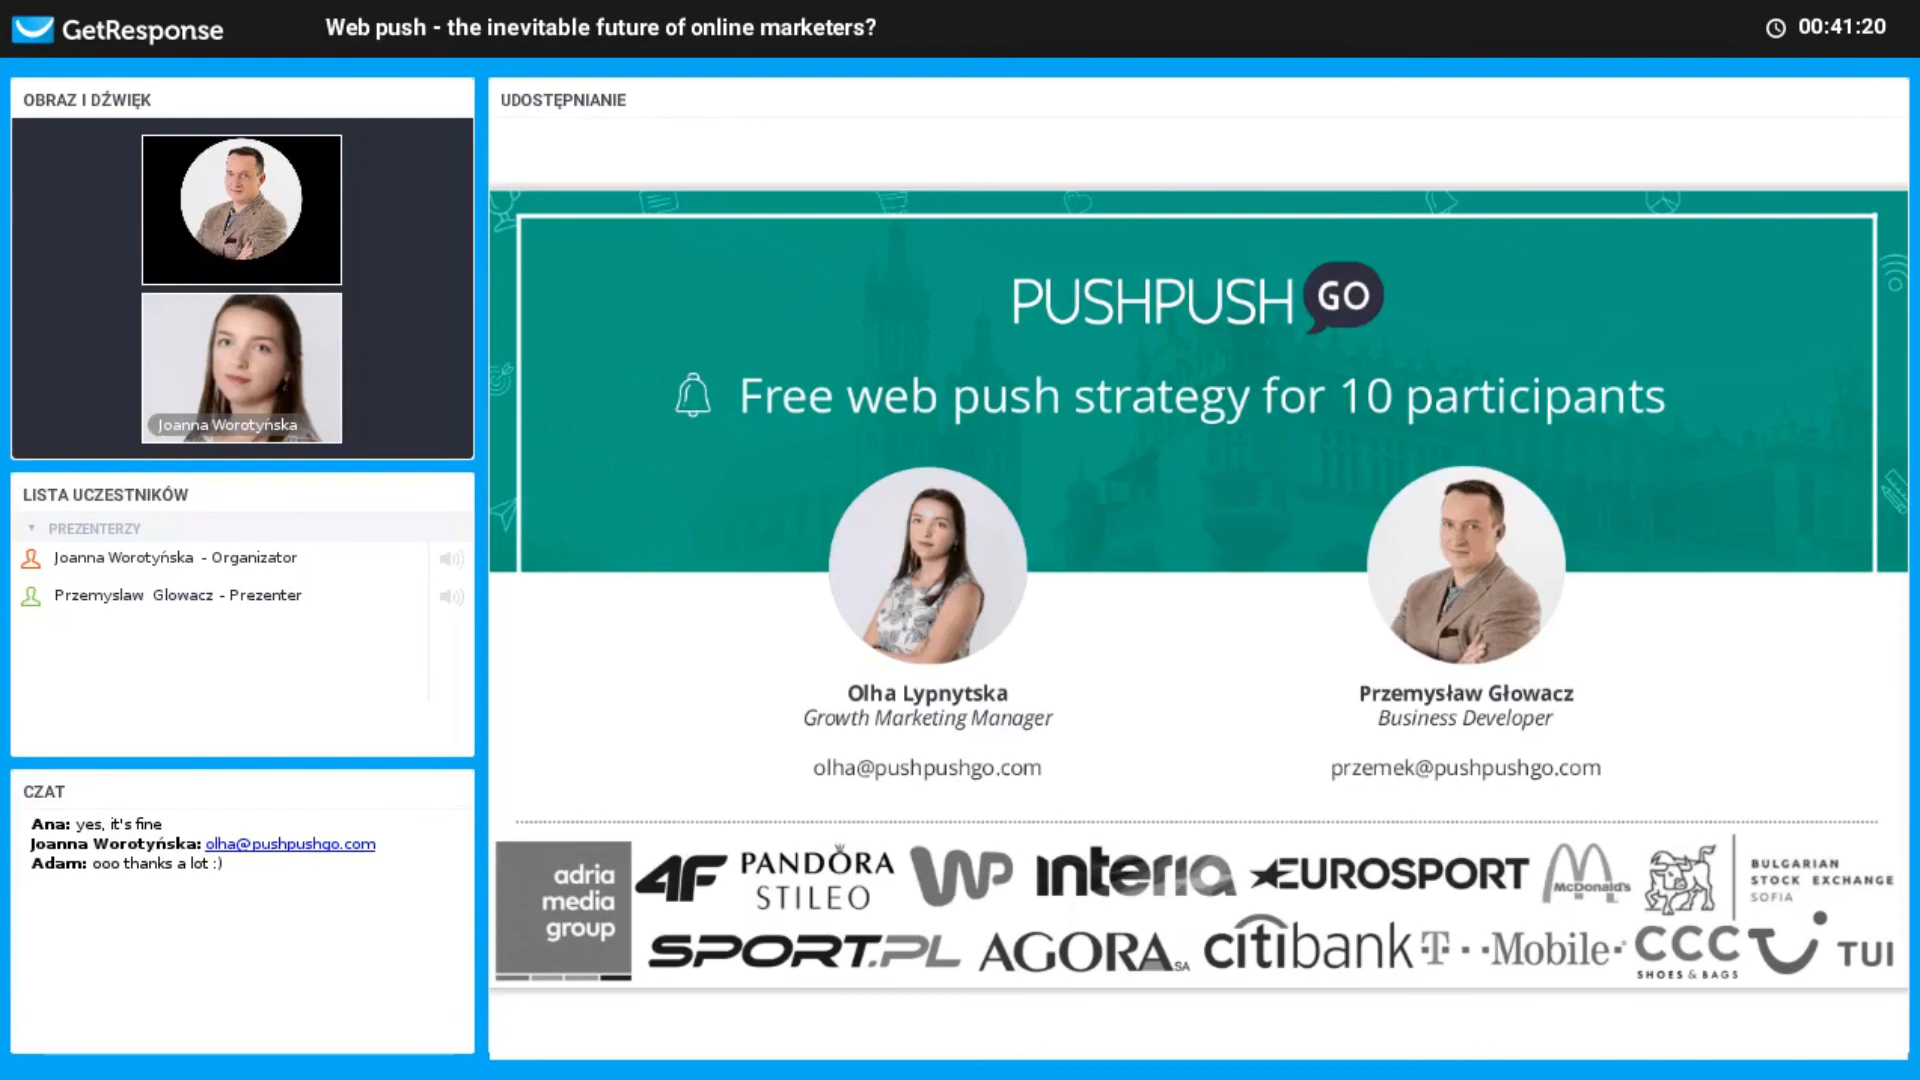 GetResponse
Web push - the inevitable future of online marketers?
00:41:20
OBRAZ I DŹWIĘK
Joanna Worotyńska
LISTA UCZESTNIKÓW
PREZENTERZY
Joanna Worotyńska - Organizator
Przemyslaw Glowacz - Prezenter
CZAT
Ana: yes, it's fine
Joanna Worotyńska: olha@pushpushgo.com
Adam: ooo thanks a lot :)
UDOSTĘPNIANIE
PUSHPUSH GO
Free web push strategy for 10 participants
Olha Lypnytska
Growth Marketing Manager
olha@pushpushgo.com
Przemysław Głowacz
Business Developer
przemek@pushpushgo.com
adria
media
group
4F
PANDÖRA
STILEO
WP
interia
EUROSPORT
McDonald's
BULGARIAN
STOCK EXCHANGE
SOFIA
SPORT.PL
AGORA SA
citibank
T··Mobile·
CCC
SHOES & BAGS
TUI